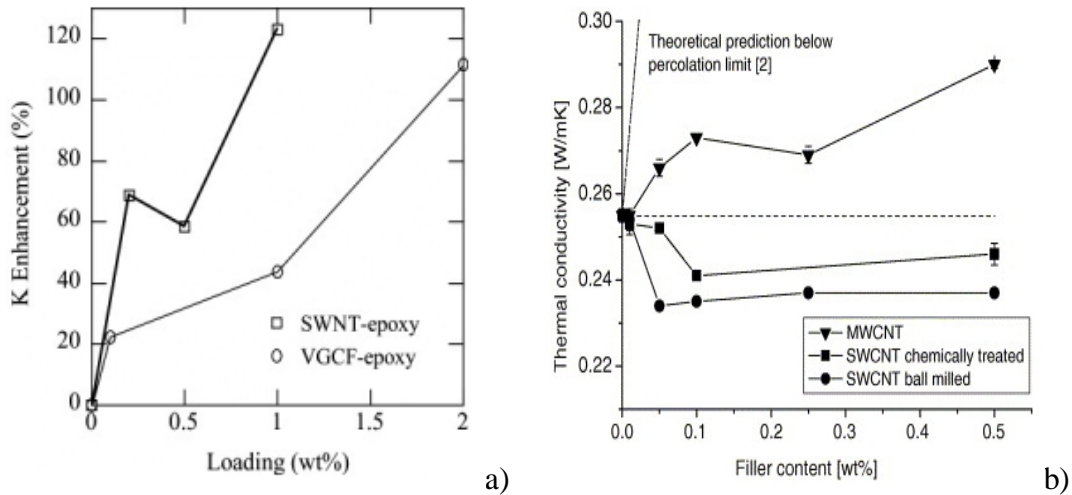 120
100
80
60
40
20
0
K Enhancement (%)
SWNT-epoxy
VGCF-epoxy
0
0.5
1
1.5
2
Loading (wt%)
a)
0.30
0.28
0.26
0.24
0.22
Thermal conductivity [W/mK]
Theoretical prediction below
percolation limit [2]
MWCNT
SWCNT chemically treated
SWCNT ball milled
0.0
0.1
0.2
0.3
0.4
0.5
Filler content [wt%]
b)